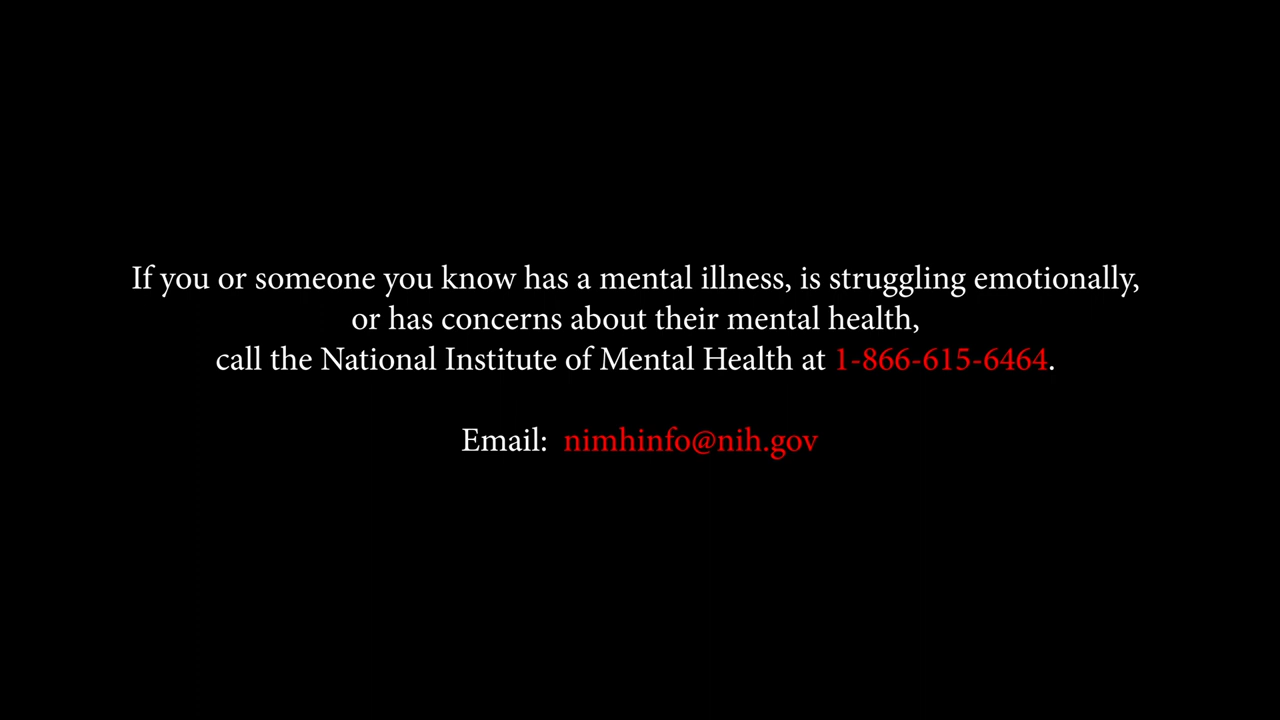 If you or someone you know has a mental illness, is struggling emotionally,
or has concerns about their mental health,
call the National Institute of Mental Health at 1-866-615-6464.
Email: nimhinfo@nih.gov